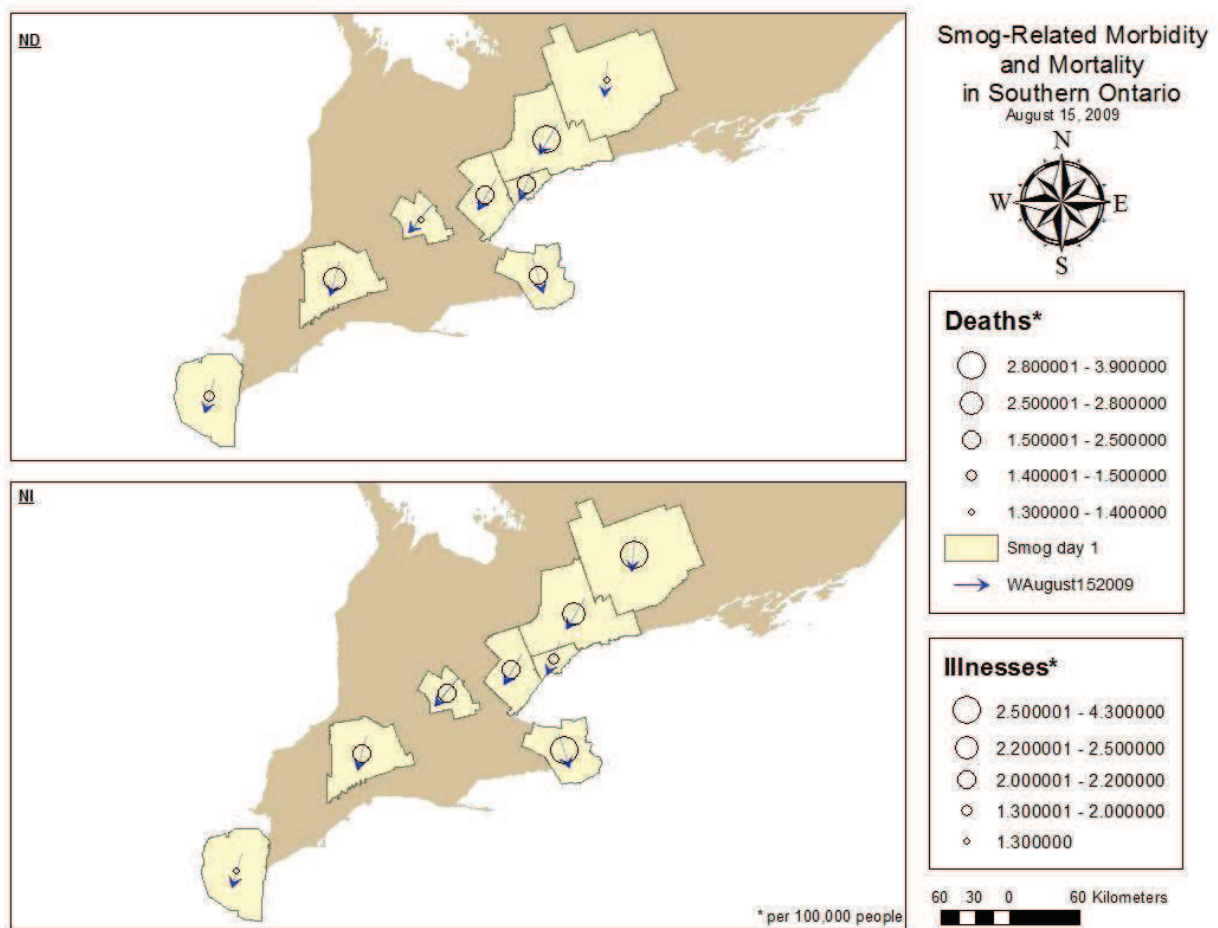 ND
Smog-Related Morbidity
and Mortality
in Southern Ontario
August 15, 2009
N
W E
S
Deaths*
2.800001 - 3.900000
2.500001 - 2.800000
1.500001 - 2.500000
1.400001 - 1.500000
1.300000 - 1.400000
Smog day 1
WAugust152009
NI
* per 100,000 people
Illnesses*
2.500001 - 4.300000
2.200001 - 2.500000
2.000001 - 2.200000
1.300001 - 2.000000
1.300000
60 30 0 60 Kilometers